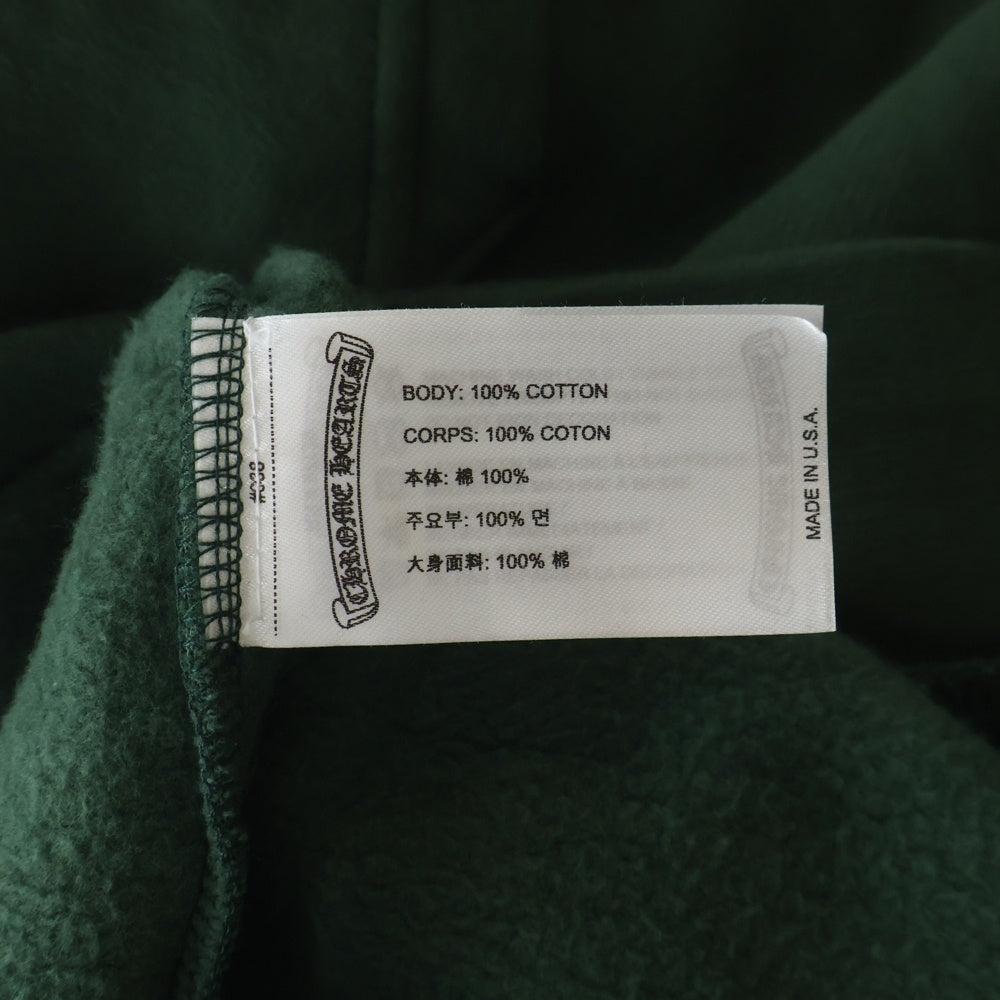 CHROME HEARTS
BODY: 100% COTTON
CORPS: 100% COTON
本体: 棉 100%
주요부: 100% 면
大身面料: 100% 棉
MADE IN U.S.A.